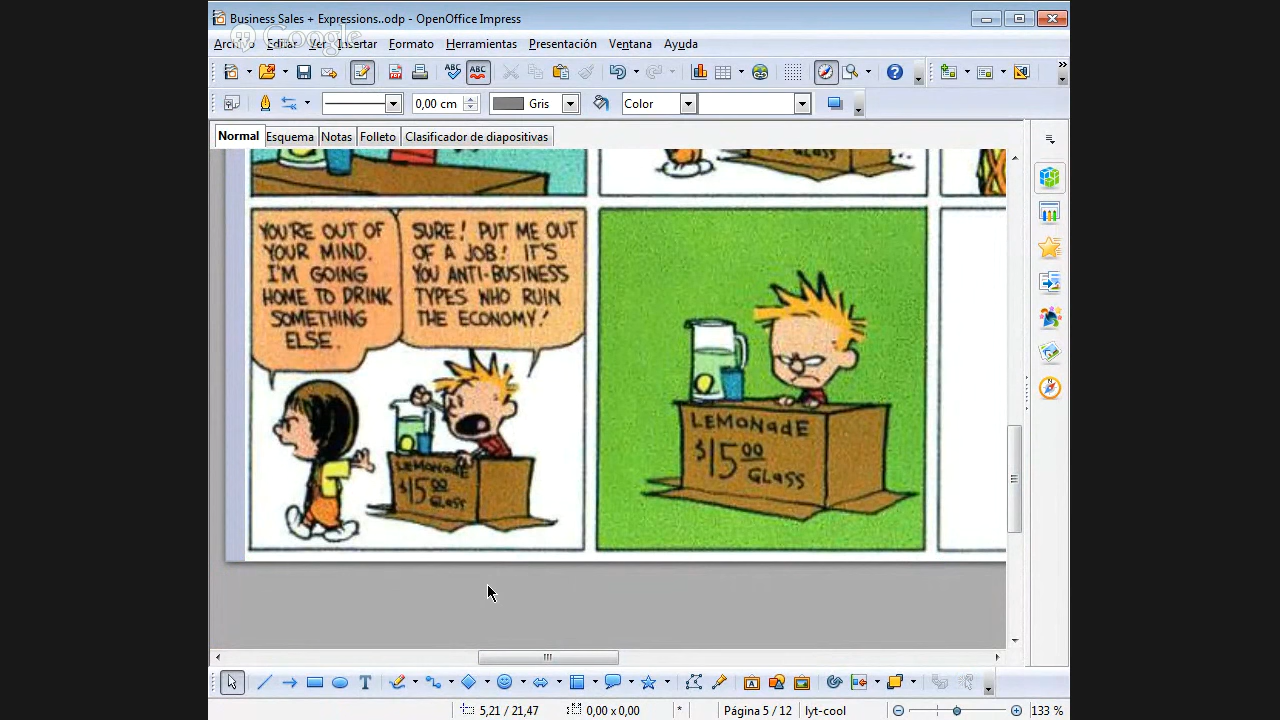 Business Sales + Expressions..odp - OpenOffice Impress
Google
Archivo Editar Ver Insertar Formato Herramientas Presentación Ventana Ayuda
ABC ABC
0,00 cm Gris Color
Normal Esquema Notas Folleto Clasificador de diapositivas
GLASS
YOU'RE OUT OF
YOUR MIND.
I'M GOING
HOME TO DRINK
SOMETHING
ELSE.
SURE! PUT ME OUT
OF A JOB! IT'S
YOU ANTI-BUSINESS
TYPES WHO RUIN
THE ECONOMY!
LEMONADE
$15.00
GLASS
LEMONadE
$15.00
GLASS
5,21 / 21,47 0,00 x 0,00 * Página 5 / 12 lyt-cool 133 %